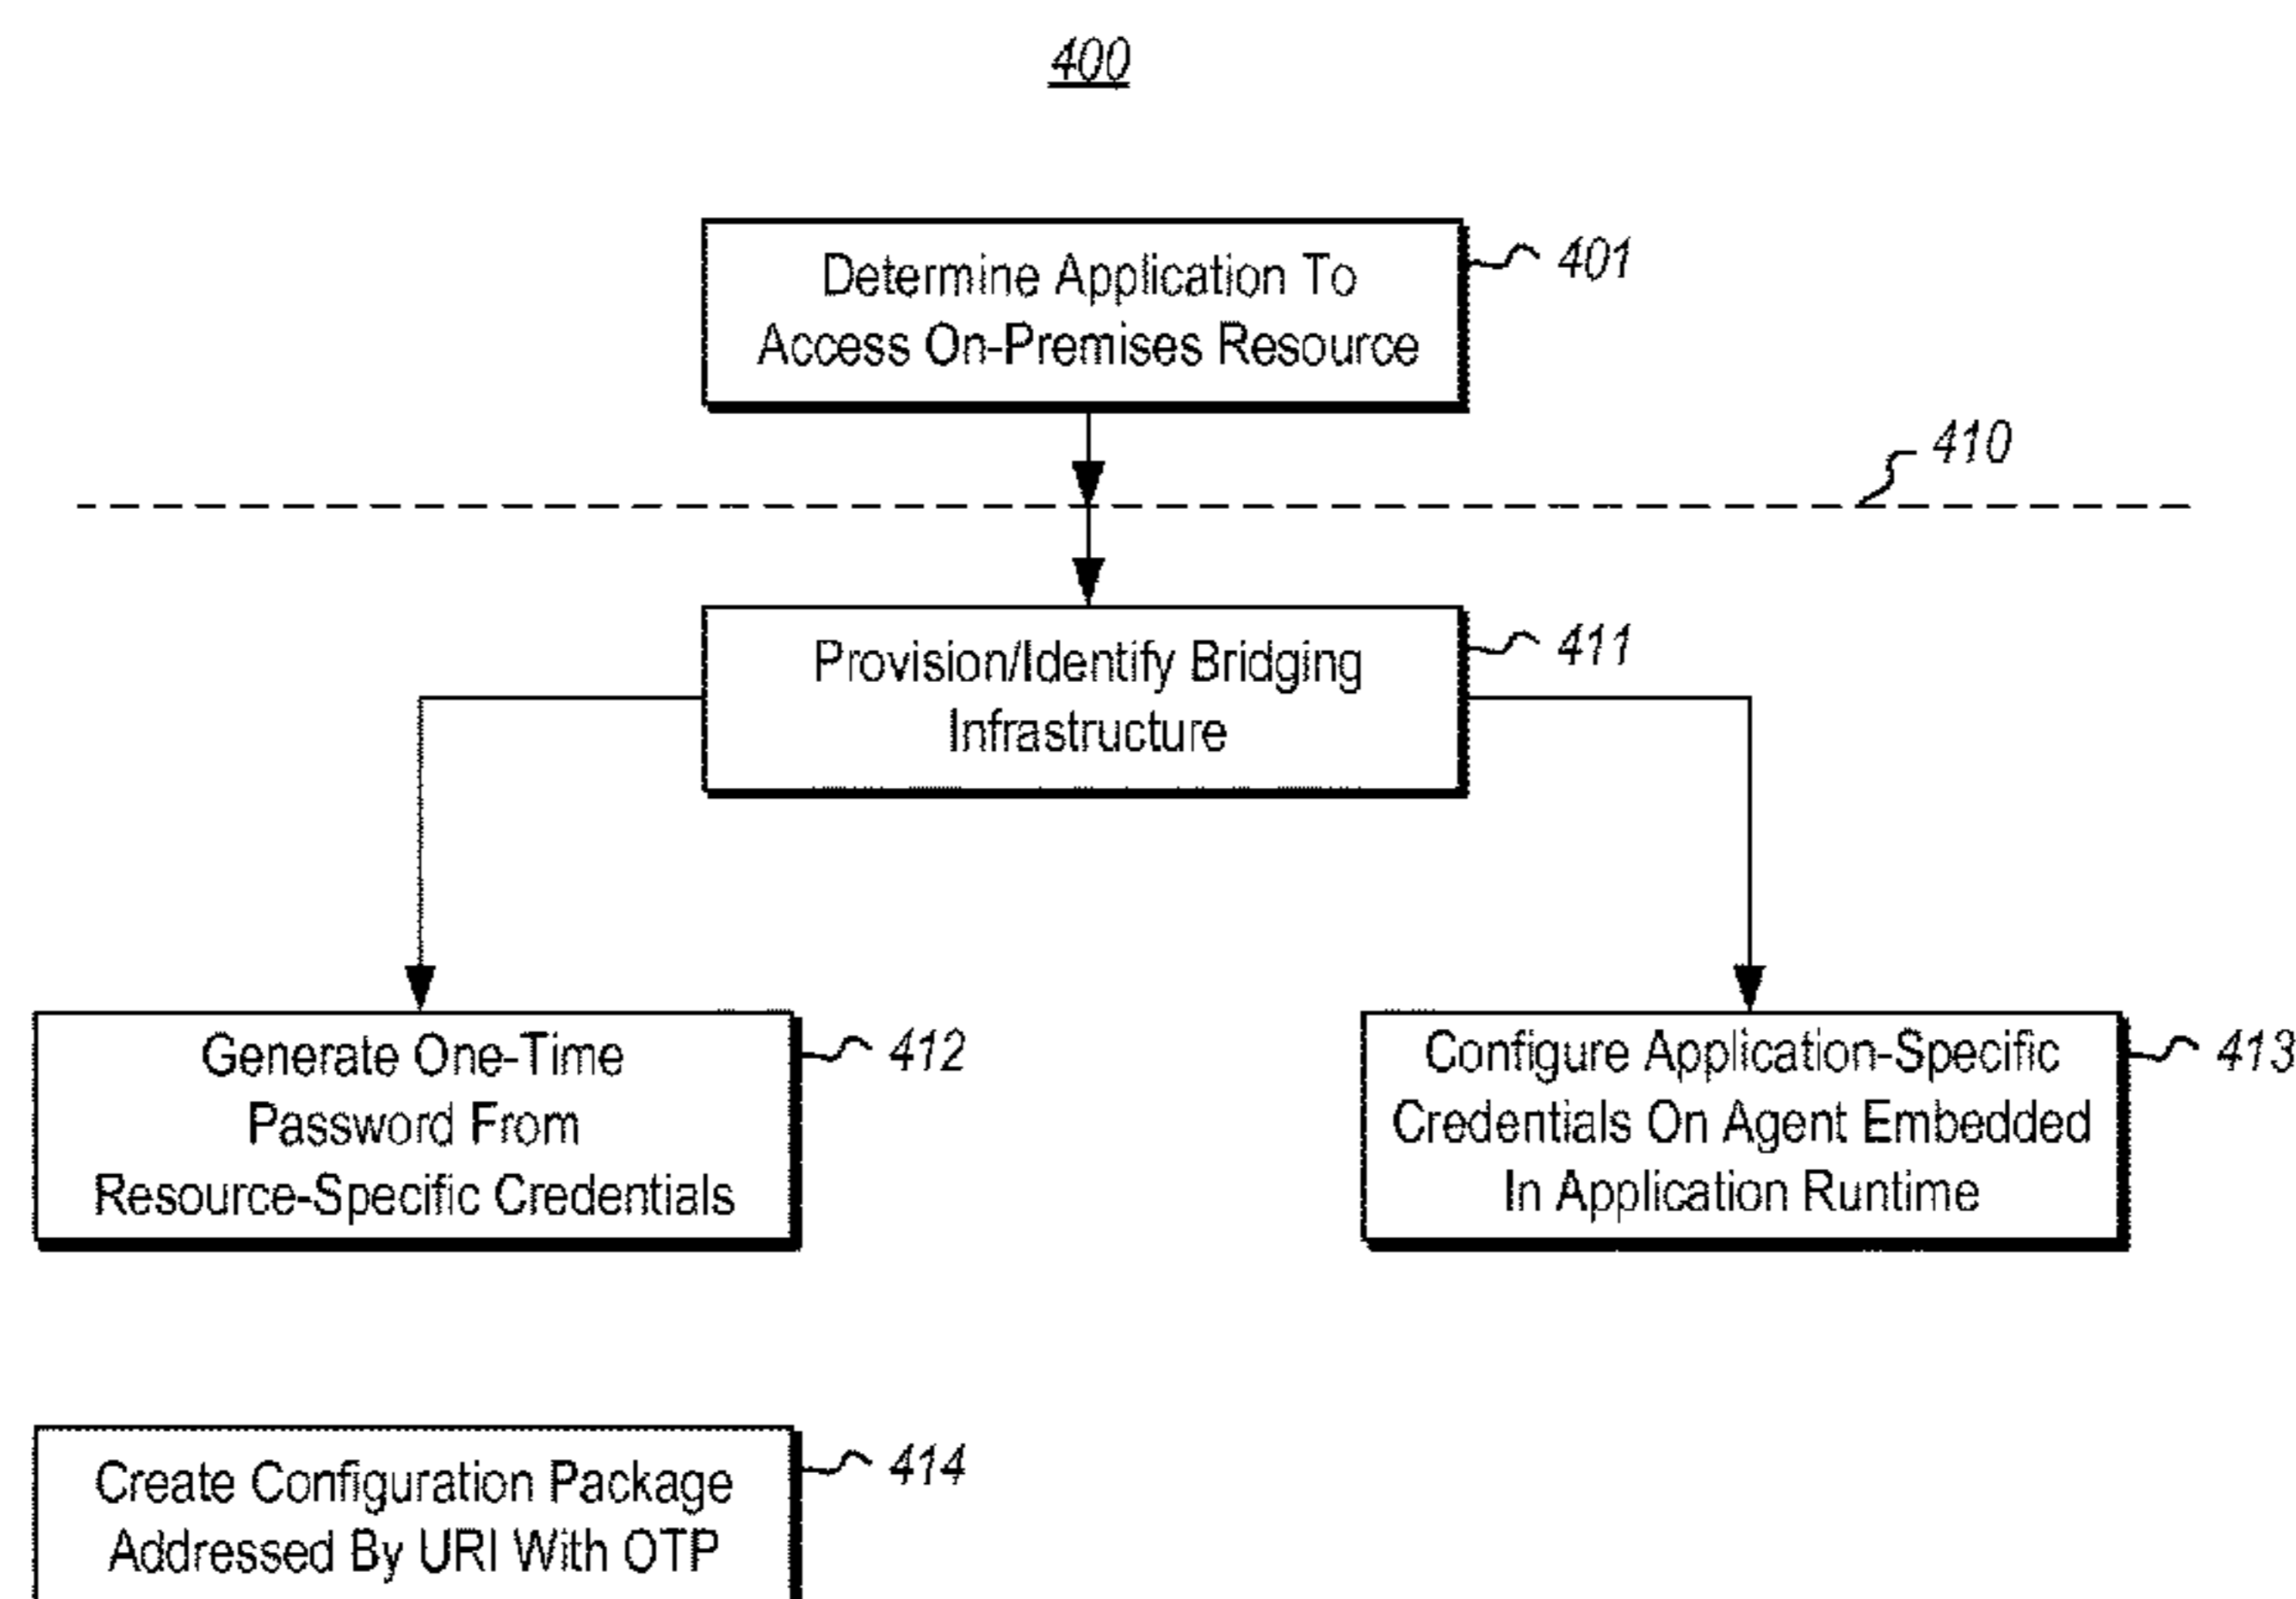 400
Determine Application To
Access On-Premises Resource
401
410
Provision/Identify Bridging
Infrastructure
411
Generate One-Time
Password From
Resource-Specific Credentials
412
Configure Application-Specific
Credentials On Agent Embedded
In Application Runtime
413
Create Configuration Package
Addressed By URI With OTP
414